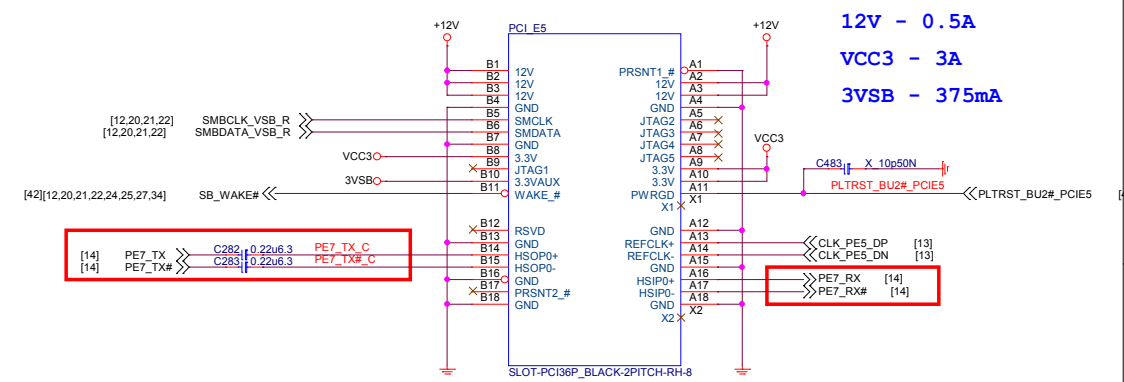 12V - 0.5A
VCC3 - 3A
3VSB - 375mA
+12V
+12V
PCI_E5
B1 12V PRSNT1_# A1
B2 12V 12V A2
B3 12V 12V A3
B4 GND GND A4
[12,20,21,22] SMBCLK_VSB_R B5 SMCLK JTAG2 A5
[12,20,21,22] SMBDATA_VSB_R B6 SMDATA JTAG3 A6
B7 GND JTAG4 A7
VCC3 B8 3.3V JTAG5 A8
VCC3
B9 JTAG1 3.3V A9
C483 X_10p50N
3VSB B10 3.3VAUX 3.3V A10
PLTRST_BU2#_PCIE5
[42][12,20,21,22,24,25,27,34] SB_WAKE# B11 WAKE_# PWRGD A11 PLTRST_BU2#_PCIE5 [4
X1 X1
B12 RSVD GND A12
B13 GND REFCLK+ A13 CLK_PE5_DP [13]
[14] PE7_TX C282 0.22u6.3 PE7_TX_C B14 HSOP0+ REFCLK- A14 CLK_PE5_DN [13]
[14] PE7_TX# C283 0.22u6.3 PE7_TX#_C B15 HSOP0- GND A15
B16 GND HSIP0+ A16 PE7_RX [14]
B17 PRSNT2_# HSIP0- A17 PE7_RX# [14]
B18 GND GND A18
X2 X2
SLOT-PCI36P_BLACK-2PITCH-RH-8